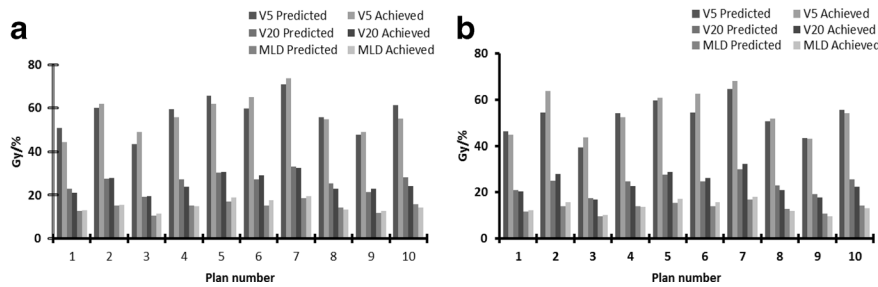 a
V5 Predicted V5 Achieved
V20 Predicted V20 Achieved
MLD Predicted MLD Achieved
Gy/%
80
60
40
20
0
1 2 3 4 5 6 7 8 9 10
Plan number
b
V5 Predicted V5 Achieved
V20 Predicted V20 Achieved
MLD Predicted MLD Achieved
Gy/%
80
60
40
20
0
1 2 3 4 5 6 7 8 9 10
Plan number